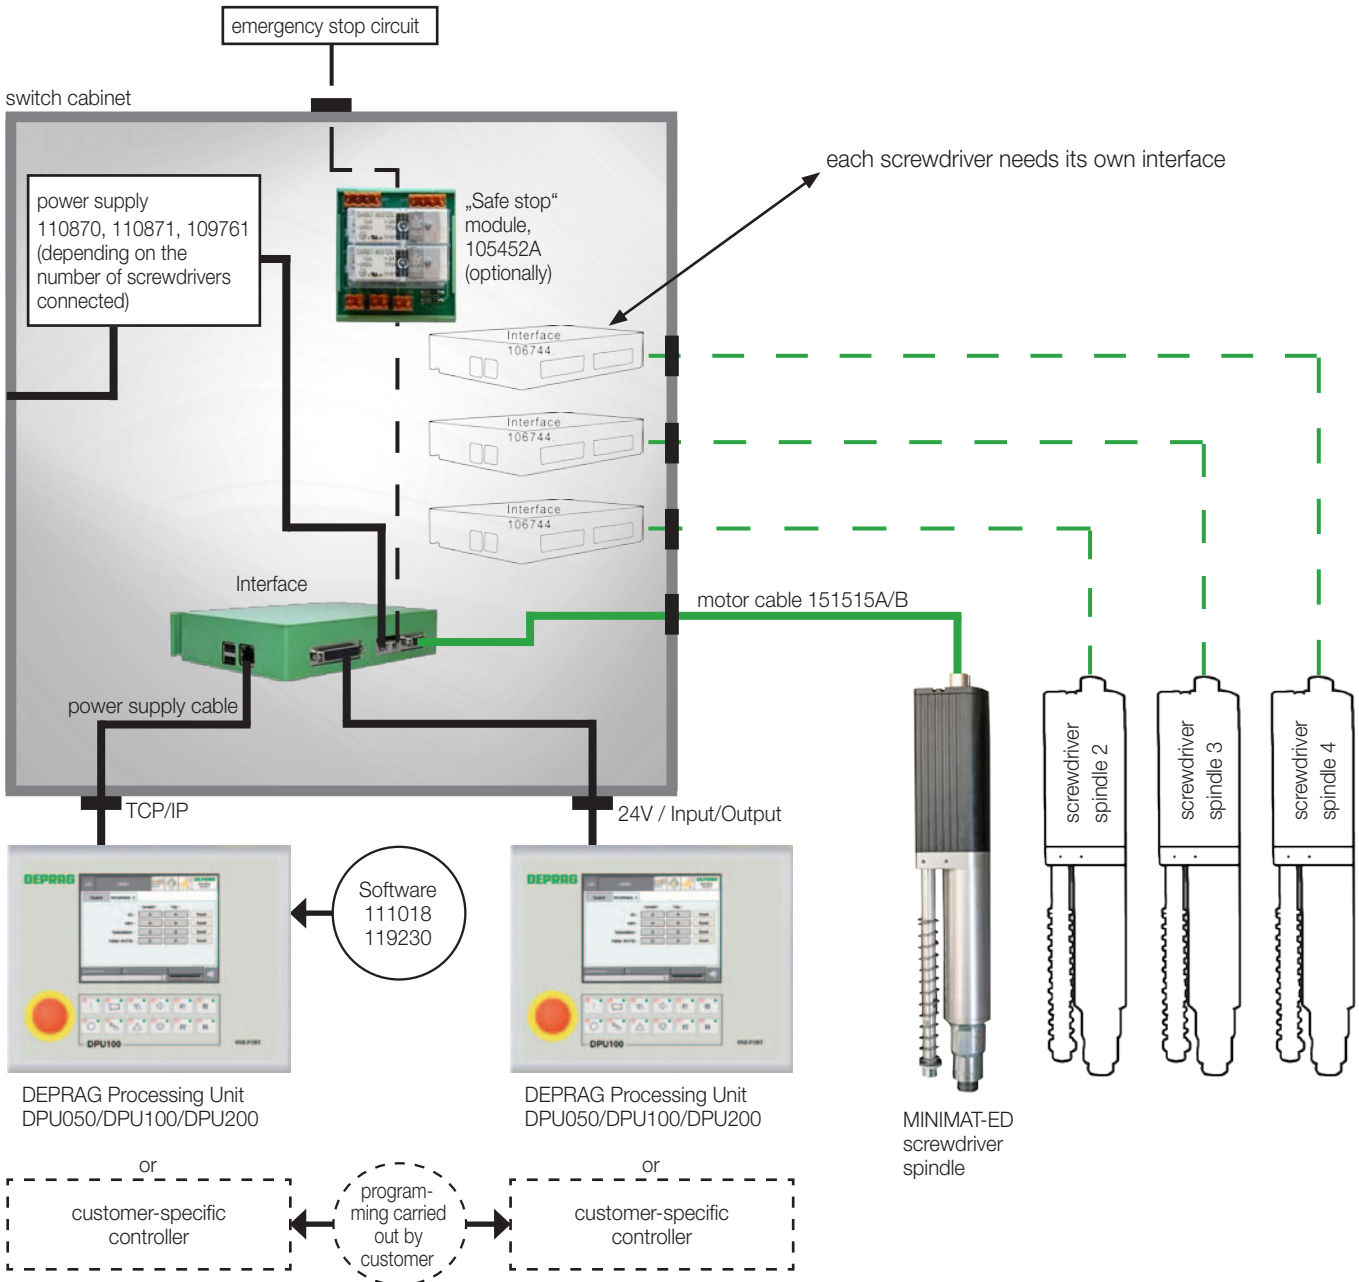 emergency stop circuit
switch cabinet
each screwdriver needs its own interface
power supply
110870, 110871, 109761
(depending on the
number of screwdrivers
connected)
„Safe stop“
module,
105452A
(optionally)
Interface
106744.
Interface
106744.
Interface
106744.
Interface
motor cable 151515A/B
power supply cable
TCP/IP
24V / Input/Output
screwdriver
spindle 2
screwdriver
spindle 3
screwdriver
spindle 4
DEPRAG
DPU100
Software
111018
119230
DEPRAG
DPU100
DEPRAG Processing Unit
DPU050/DPU100/DPU200
DEPRAG Processing Unit
DPU050/DPU100/DPU200
MINIMAT-ED
screwdriver
spindle
or
or
customer-specific
controller
program-
ming carried
out by
customer
customer-specific
controller